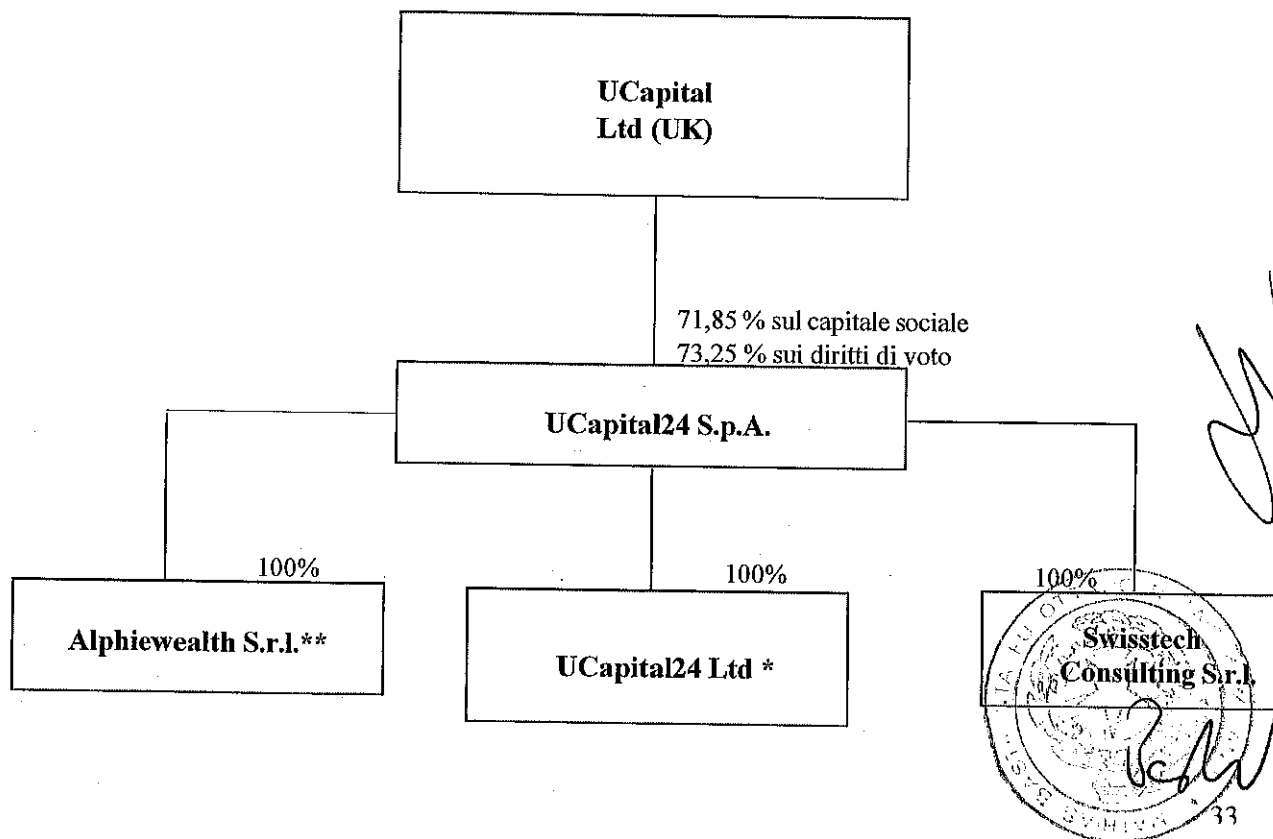 UCapital
Ltd (UK)
71,85 % sul capitale sociale
73,25 % sui diritti di voto
UCapital24 S.p.A.
100%
100%
100%
Alphiewealth S.r.l.**
UCapital24 Ltd *
Swisstech
Consulting S.r.l.
33